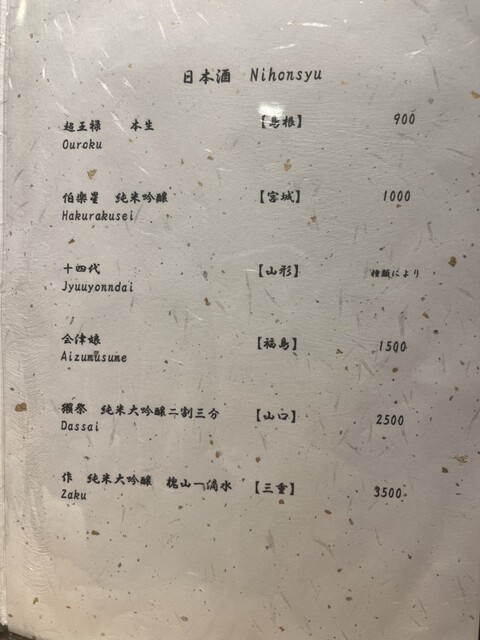 日本酒 Nihonsyu
超王禄 本生 【島根】 900
Ouroku
伯楽星 純米吟醸 【宮城】 1000
Hakurakusei
十四代 【山形】 種類により
Jyuuyonndai
会津娘 【福島】 1500
Aizumusume
獺祭 純米大吟醸二割三分 【山口】 2500
Dassai
作 純米大吟醸 槐山一滴水 【三重】 3500
Zaku